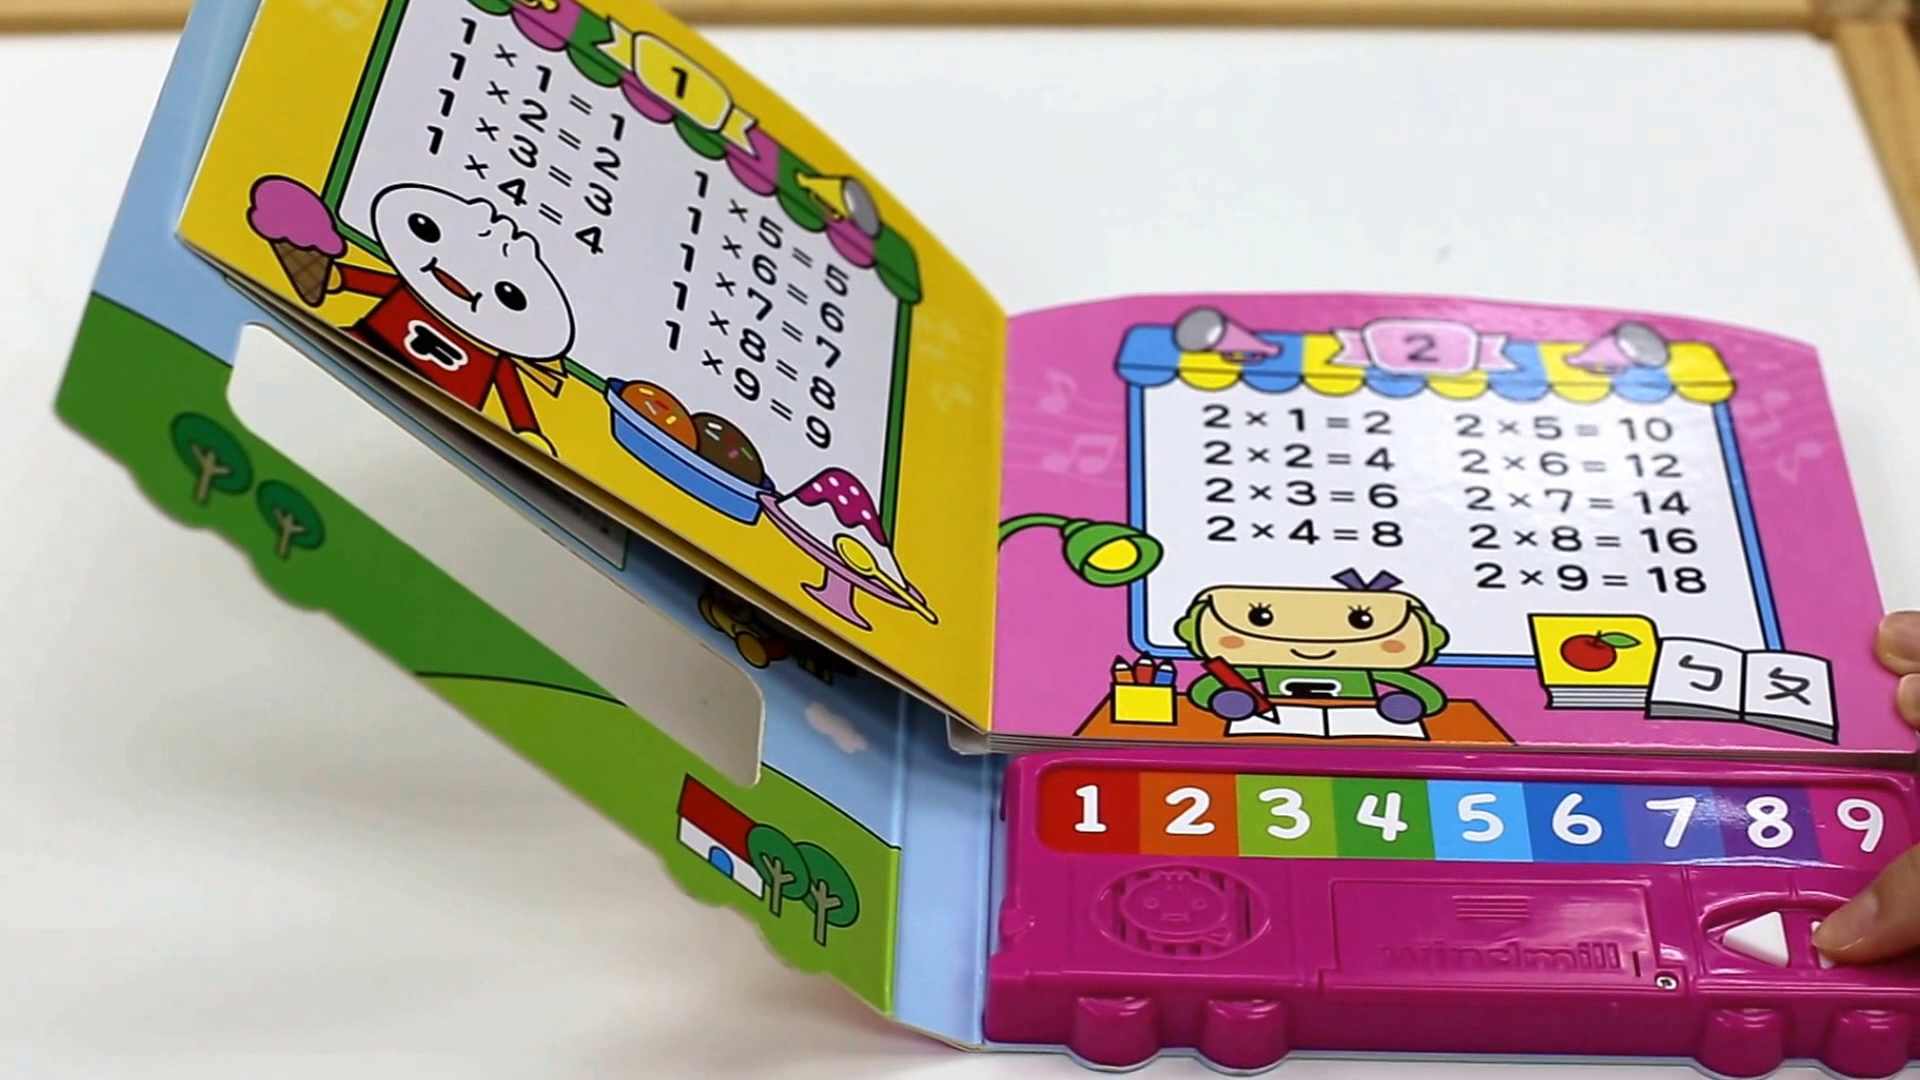 1
1 × 1 = 1
1 × 2 = 2
1 × 3 = 3
1 × 4 = 4
1 × 5 = 5
1 × 6 = 6
1 × 7 = 7
1 × 8 = 8
1 × 9 = 9
F
2
2 × 1 = 2
2 × 2 = 4
2 × 3 = 6
2 × 4 = 8
2 × 5 = 10
2 × 6 = 12
2 × 7 = 14
2 × 8 = 16
2 × 9 = 18
F
ㄅ ㄆ
1 2 3 4 5 6 7 8 9
windmill